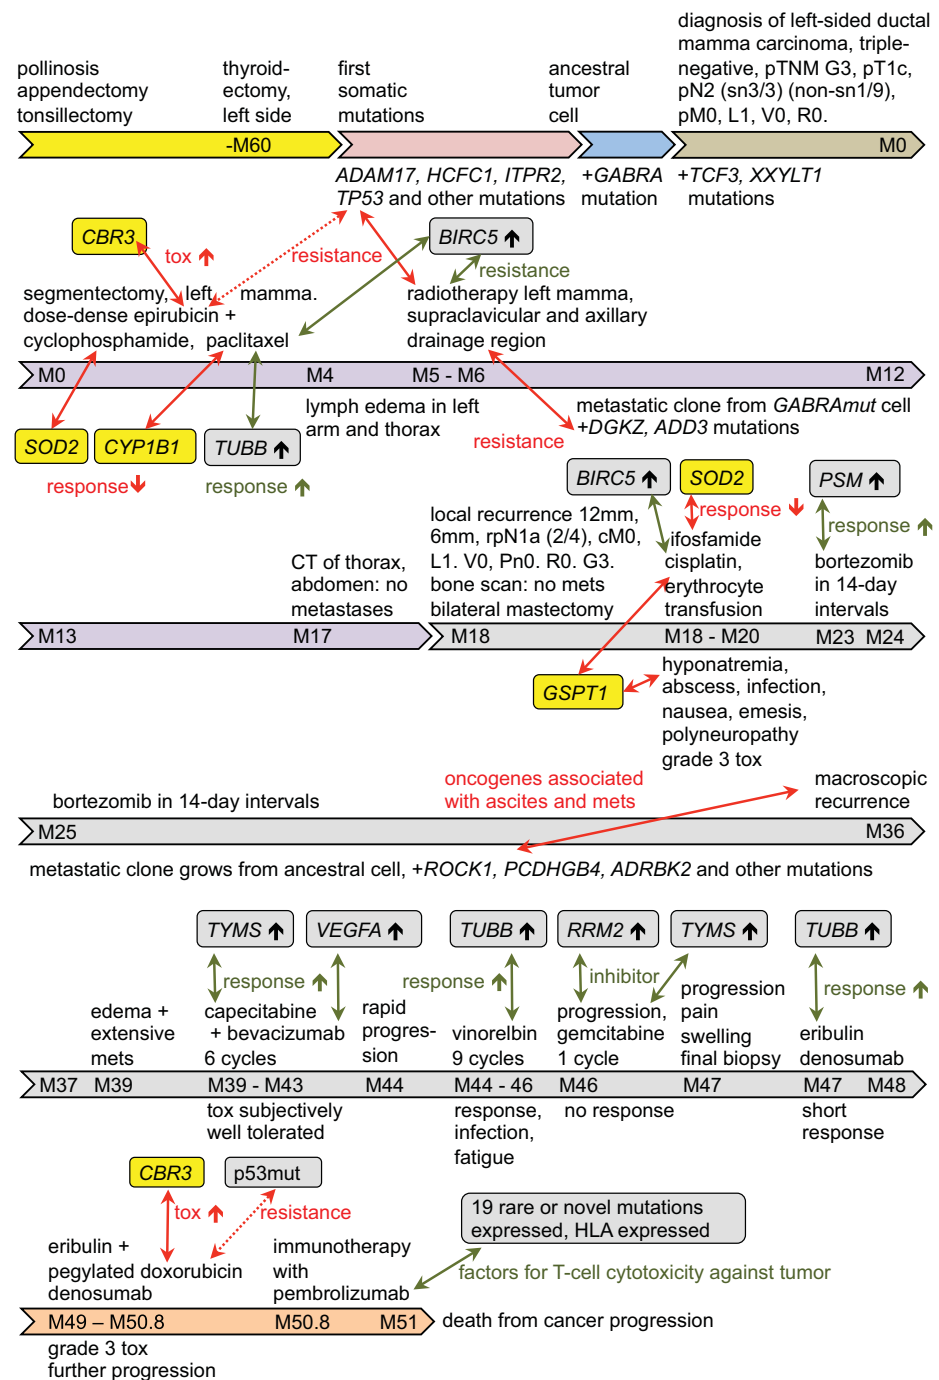 pollinosis
appendectomy
tonsillectomy
thyroid-
ectomy,
left side
first
somatic
mutations
ancestral
tumor
cell
diagnosis of left-sided ductal
mamma carcinoma, triple-
negative, pTNM G3, pT1c,
pN2 (sn3/3) (non-sn1/9),
pM0, L1, V0, R0.
-M60
M0
ADAM17, HCFC1, ITPR2,
TP53 and other mutations
+GABRA
mutation
+TCF3, XXYLT1
mutations
CBR3
tox ↑
resistance
BIRC5 ↑
resistance
segmentectomy, left mamma.
dose-dense epirubicin +
cyclophosphamide, paclitaxel
radiotherapy left mamma,
supraclavicular and axillary
drainage region
M0
M4
M5 - M6
M12
lymph edema in left
arm and thorax
metastatic clone from GABRAmut cell
+DGKZ, ADD3 mutations
resistance
SOD2
CYP1B1
TUBB ↑
response ↓
response ↑
BIRC5 ↑
SOD2
PSM ↑
response ↓
response ↑
CT of thorax,
abdomen: no
metastases
local recurrence 12mm,
6mm, rpN1a (2/4), cM0,
L1. V0, Pn0. R0. G3.
bone scan: no mets
bilateral mastectomy
ifosfamide
cisplatin,
erythrocyte
transfusion
bortezomib
in 14-day
intervals
M13
M17
M18
M18 - M20
M23 M24
GSPT1
hyponatremia,
abscess, infection,
nausea, emesis,
polyneuropathy
grade 3 tox
bortezomib in 14-day intervals
oncogenes associated
with ascites and mets
macroscopic
recurrence
M25
M36
metastatic clone grows from ancestral cell, +ROCK1, PCDHGB4, ADRBK2 and other mutations
TYMS ↑
VEGFA ↑
TUBB ↑
RRM2 ↑
TYMS ↑
TUBB ↑
response ↑
response ↑
inhibitor
response ↑
edema +
extensive
mets
capecitabine
+ bevacizumab
6 cycles
rapid
progres-
sion
vinorelbin
9 cycles
progression,
gemcitabine
1 cycle
progression
pain
swelling
final biopsy
eribulin
denosumab
M37
M39
M39 - M43
M44
M44 - 46
M46
M47
M47
M48
tox subjectively
well tolerated
response,
infection,
fatigue
no response
short
response
CBR3
p53mut
tox ↑
resistance
19 rare or novel mutations
expressed, HLA expressed
eribulin +
pegylated doxorubicin
denosumab
immunotherapy
with
pembrolizumab
factors for T-cell cytotoxicity against tumor
M49 – M50.8
M50.8
M51
death from cancer progression
grade 3 tox
further progression